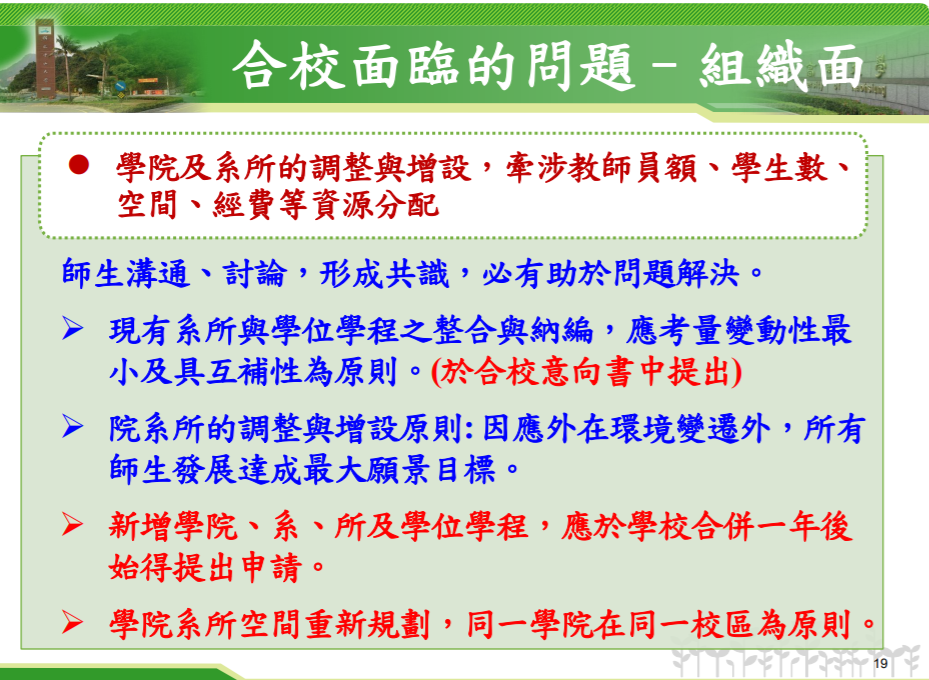 合校面臨的問題－組織面
● 學院及系所的調整與增設，牽涉教師員額、學生數、
空間、經費等資源分配
師生溝通、討論，形成共識，必有助於問題解決。
➢ 現有系所與學位學程之整合與納編，應考量變動性最
小及具互補性為原則。(於合校意向書中提出)
➢ 院系所的調整與增設原則:因應外在環境變遷外，所有
師生發展達成最大願景目標。
➢ 新增學院、系、所及學位學程，應於學校合併一年後
始得提出申請。
➢ 學院系所空間重新規劃，同一學院在同一校區為原則。
19